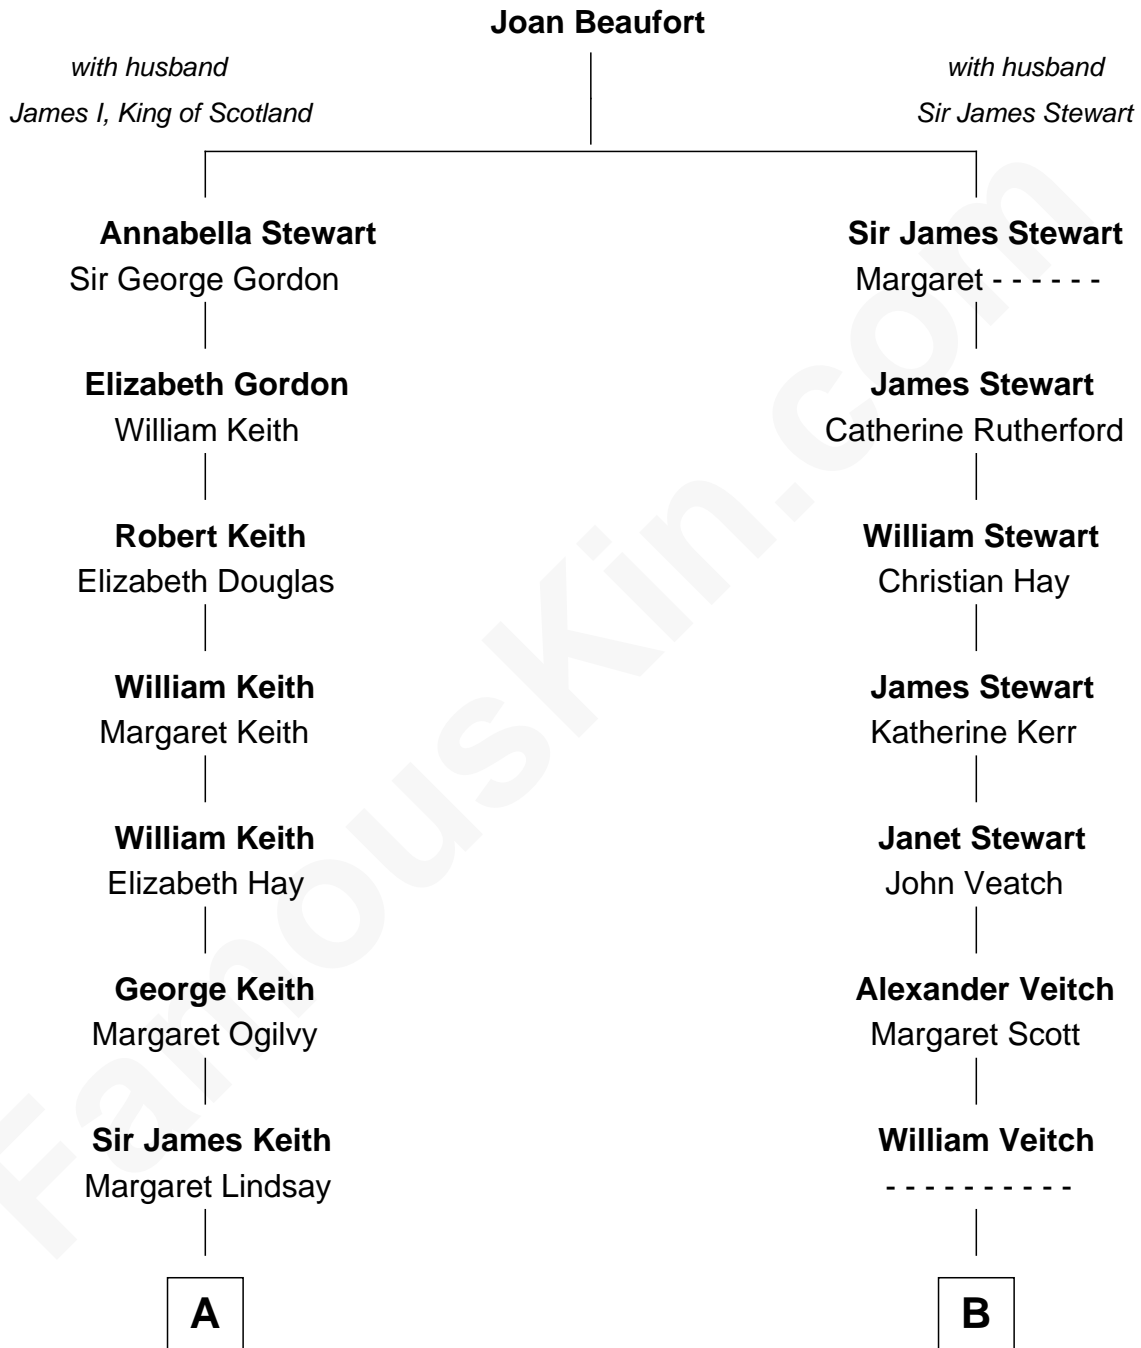 Joan Beaufort
with husband
James I, King of Scotland
with husband
Sir James Stewart
Annabella Stewart
Sir George Gordon
Sir James Stewart
Margaret - - - - - -
Elizabeth Gordon
William Keith
James Stewart
Catherine Rutherford
Robert Keith
Elizabeth Douglas
William Stewart
Christian Hay
William Keith
Margaret Keith
James Stewart
Katherine Kerr
William Keith
Elizabeth Hay
Janet Stewart
John Veatch
George Keith
Margaret Ogilvy
Alexander Veitch
Margaret Scott
Sir James Keith
Margaret Lindsay
William Veitch
- - - - - - - - - -
A
B
FamousKin.com